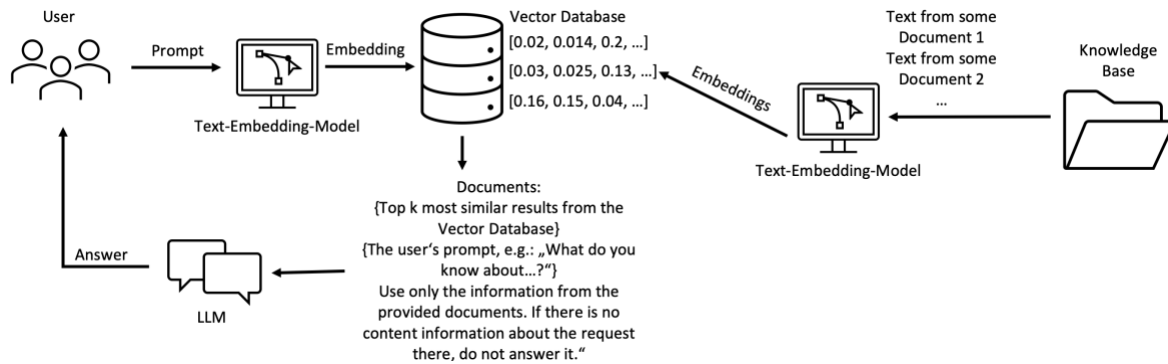 User
Prompt
Text-Embedding-Model
Embedding
Vector Database
[0.02, 0.014, 0.2, ...]
[0.03, 0.025, 0.13, ...]
[0.16, 0.15, 0.04, ...]
Embeddings
Text-Embedding-Model
Text from some
Document 1
Text from some
Document 2
...
Knowledge
Base
Documents:
{Top k most similar results from the
Vector Database}
{The user‘s prompt, e.g.: „What do you
know about...?“}
Use only the information from the
provided documents. If there is no
content information about the request
there, do not answer it.“
LLM
Answer